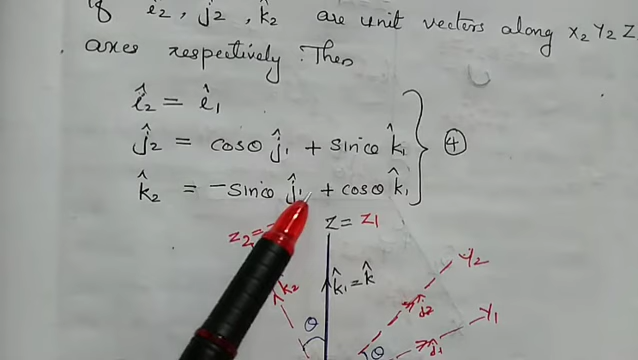 If î2, ĵ2, k̂2 are unit vectors along X2 Y2 Z
axes respectively. Then
î2 = î1
ĵ2 = cosθ ĵ1 + sinθ k̂1
k̂2 = -sinθ ĵ1 + cosθ k̂1
④
Z = Z1
Z2=
Y2
k̂1 = k̂
k̂2
ĵ2
Y1
ĵ1
θ
θ